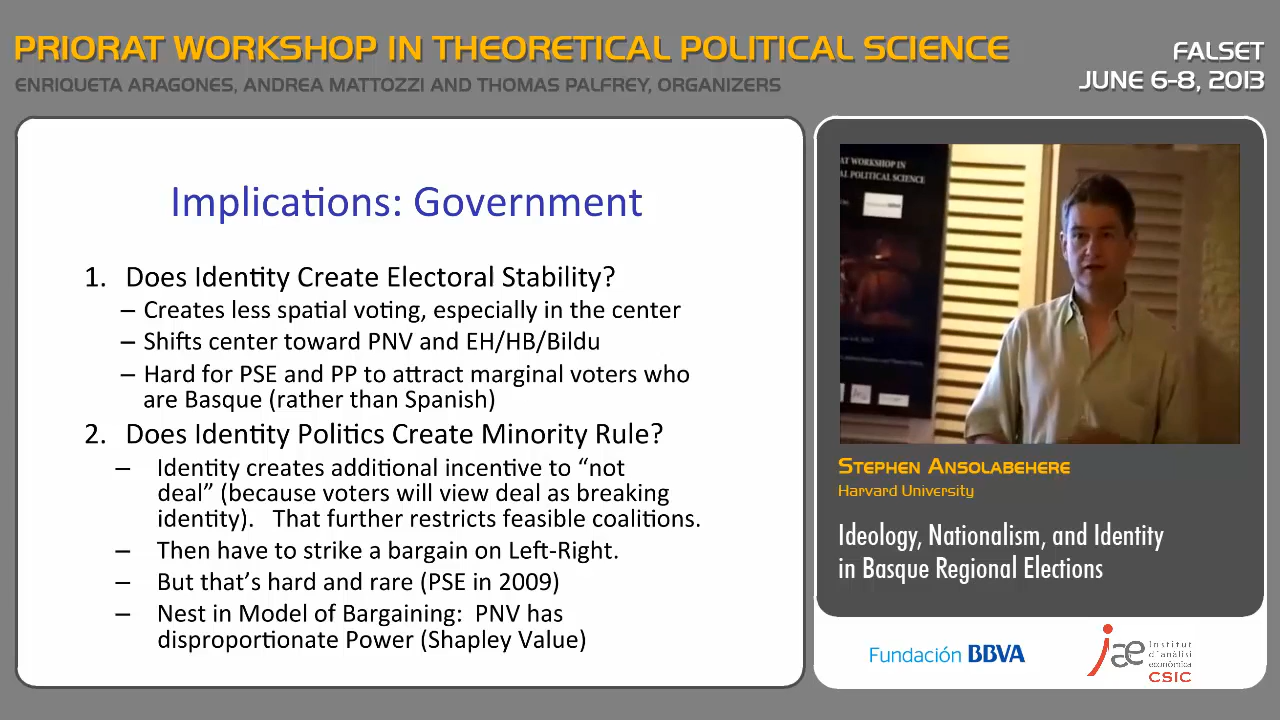 PRIORAT WORKSHOP IN THEORETICAL POLITICAL SCIENCE
ENRIQUETA ARAGONES, ANDREA MATTOZZI AND THOMAS PALFREY, ORGANIZERS
FALSET
JUNE 6-8, 2013
Implications: Government
1. Does Identity Create Electoral Stability?
– Creates less spatial voting, especially in the center
– Shifts center toward PNV and EH/HB/Bildu
– Hard for PSE and PP to attract marginal voters who
are Basque (rather than Spanish)
2. Does Identity Politics Create Minority Rule?
– Identity creates additional incentive to “not
deal” (because voters will view deal as breaking
identity). That further restricts feasible coalitions.
– Then have to strike a bargain on Left-Right.
– But that’s hard and rare (PSE in 2009)
– Nest in Model of Bargaining: PNV has
disproportionate Power (Shapley Value)
AT WORKSHOP IN
AL POLITICAL SCIENCE
STEPHEN ANSOLABEHERE
Harvard University
Ideology, Nationalism, and Identity
in Basque Regional Elections
Fundación BBVA
iae
Institut
d'anàlisi
econòmica
CSIC